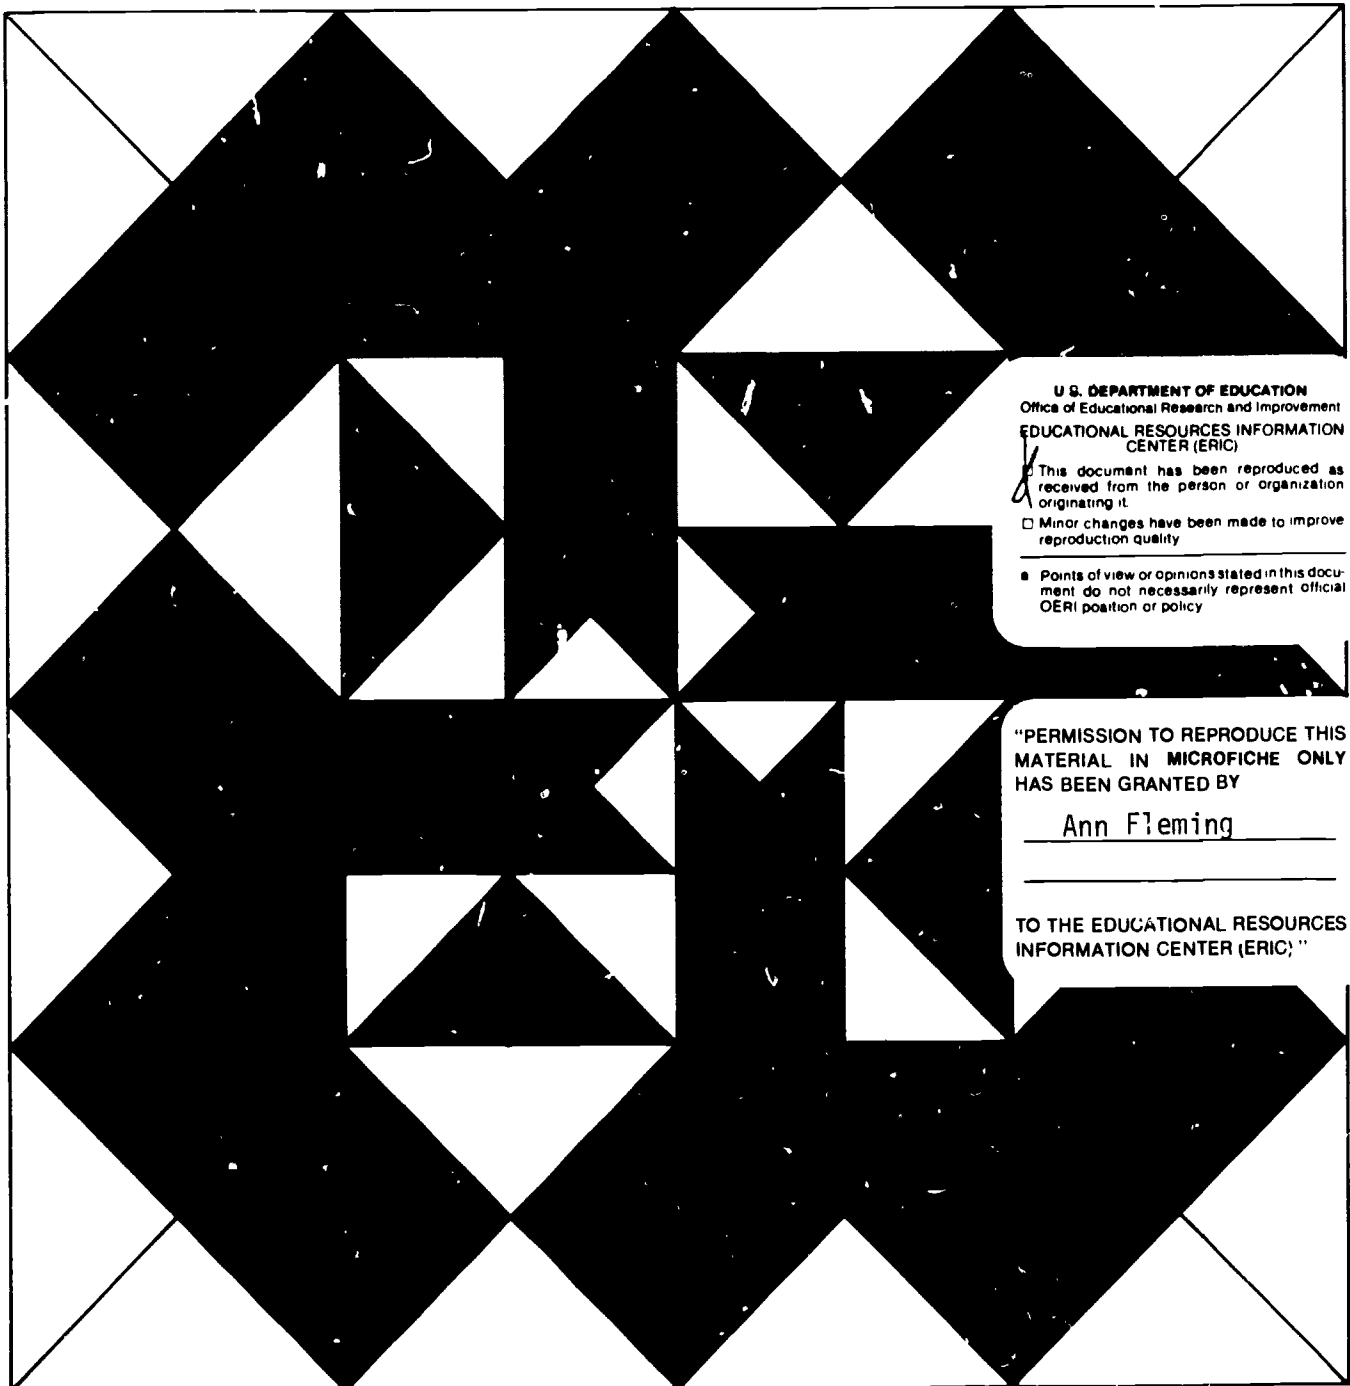 U S. DEPARTMENT OF EDUCATION
Office of Educational Research and Improvement
EDUCATIONAL RESOURCES INFORMATION
CENTER (ERIC)
□ This document has been reproduced as
received from the person or organization
originating it
□ Minor changes have been made to improve
reproduction quality
• Points of view or opinions stated in this docu-
ment do not necessarily represent official
OERI position or policy
"PERMISSION TO REPRODUCE THIS
MATERIAL IN MICROFICHE ONLY
HAS BEEN GRANTED BY
Ann Fleming
TO THE EDUCATIONAL RESOURCES
INFORMATION CENTER (ERIC)"